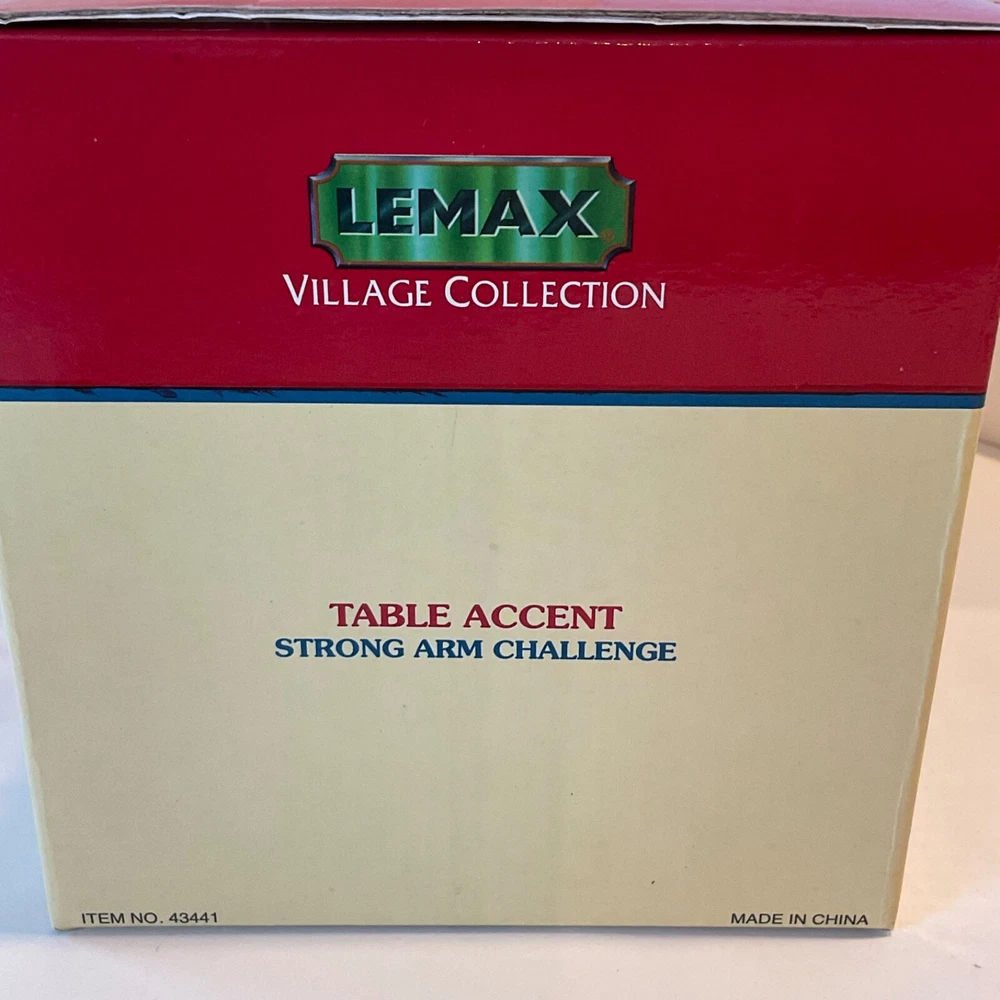 LEMAX®
VILLAGE COLLECTION
TABLE ACCENT
STRONG ARM CHALLENGE
ITEM NO. 43441
MADE IN CHINA